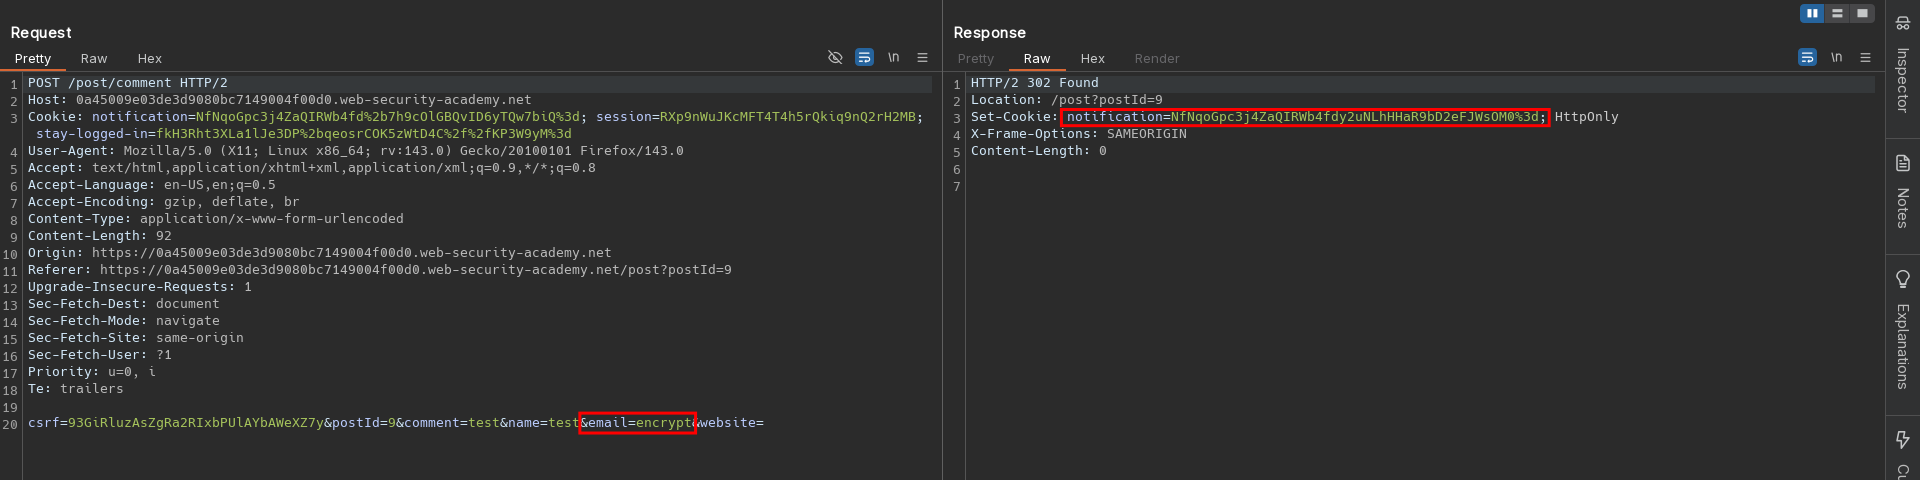 Request
Pretty Raw Hex \n
1 POST /post/comment HTTP/2
2 Host: 0a45009e03de3d9080bc7149004f00d0.web-security-academy.net
3 Cookie: notification=NfNqoGpc3j4ZaQIRWb4fd%2b7h9cOlGBQvID6yTQw7biQ%3d; session=RXp9nWuJKcMFT4T4h5rQkiq9nQ2rH2MB;
stay-logged-in=fkH3Rht3XLa1lJe3DP%2bqeosrCOK5zWtD4C%2f%2fKP3W9yM%3d
4 User-Agent: Mozilla/5.0 (X11; Linux x86_64; rv:143.0) Gecko/20100101 Firefox/143.0
5 Accept: text/html,application/xhtml+xml,application/xml;q=0.9,*/*;q=0.8
6 Accept-Language: en-US,en;q=0.5
7 Accept-Encoding: gzip, deflate, br
8 Content-Type: application/x-www-form-urlencoded
9 Content-Length: 92
10 Origin: https://0a45009e03de3d9080bc7149004f00d0.web-security-academy.net
11 Referer: https://0a45009e03de3d9080bc7149004f00d0.web-security-academy.net/post?postId=9
12 Upgrade-Insecure-Requests: 1
13 Sec-Fetch-Dest: document
14 Sec-Fetch-Mode: navigate
15 Sec-Fetch-Site: same-origin
16 Sec-Fetch-User: ?1
17 Priority: u=0, i
18 Te: trailers
19
20 csrf=93GiRluzAsZgRa2RIxbPUlAYbAWeXZ7y&postId=9&comment=test&name=test&email=encrypt&website=
Response
Pretty Raw Hex Render \n
1 HTTP/2 302 Found
2 Location: /post?postId=9
3 Set-Cookie: notification=NfNqoGpc3j4ZaQIRWb4fdy2uNLhHHaR9bD2eFJWsOM0%3d; HttpOnly
4 X-Frame-Options: SAMEORIGIN
5 Content-Length: 0
6
7
Inspector
Notes
Explanations